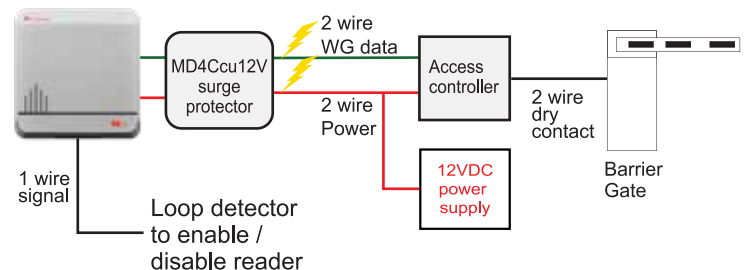 2 wire
WG data
MD4Ccu12V
surge
protector
Access
controller
2 wire
Power
2 wire
dry
contact
12VDC
power
supply
Barrier
Gate
1 wire
signal
Loop detector
to enable /
disable reader